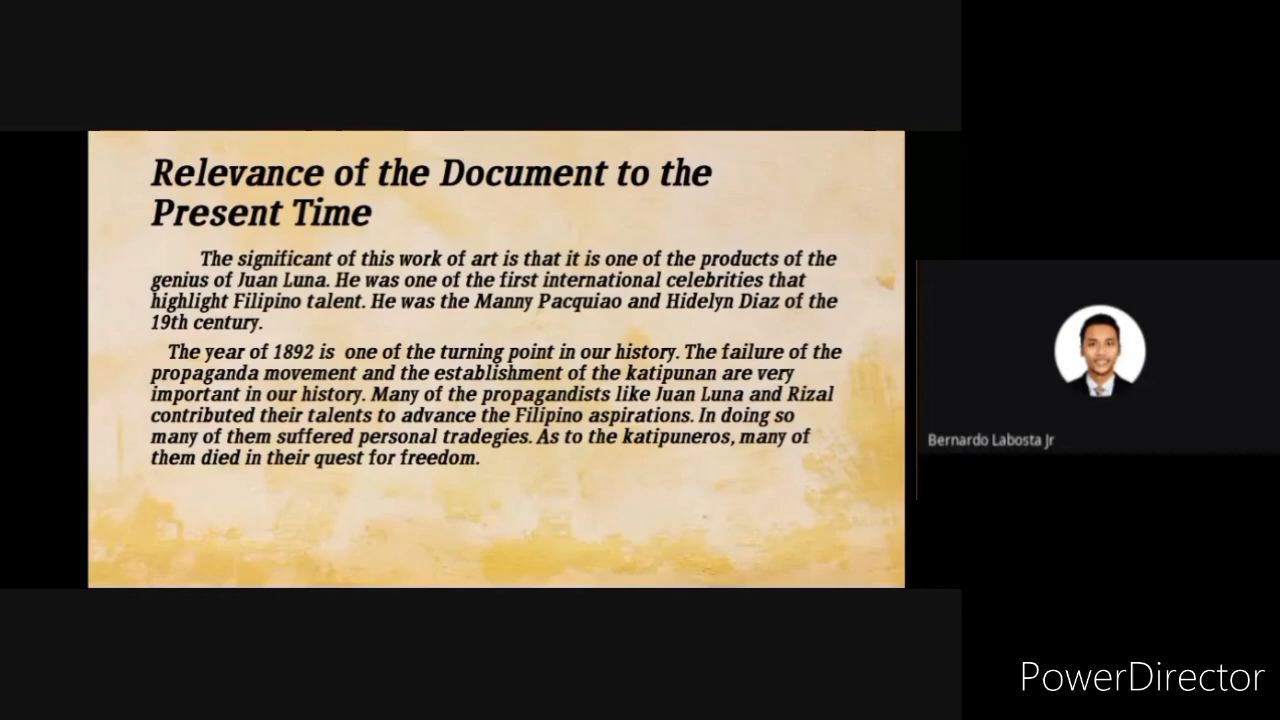 Relevance of the Document to the
Present Time
The significant of this work of art is that it is one of the products of the
genius of Juan Luna. He was one of the first international celebrities that
highlight Filipino talent. He was the Manny Pacquiao and Hidelyn Diaz of the
19th century.
The year of 1892 is one of the turning point in our history. The failure of the
propaganda movement and the establishment of the katipunan are very
important in our history. Many of the propagandists like Juan Luna and Rizal
contributed their talents to advance the Filipino aspirations. In doing so
many of them suffered personal tradegies. As to the katipuneros, many of
them died in their quest for freedom.
Bernardo Labosta Jr
PowerDirector